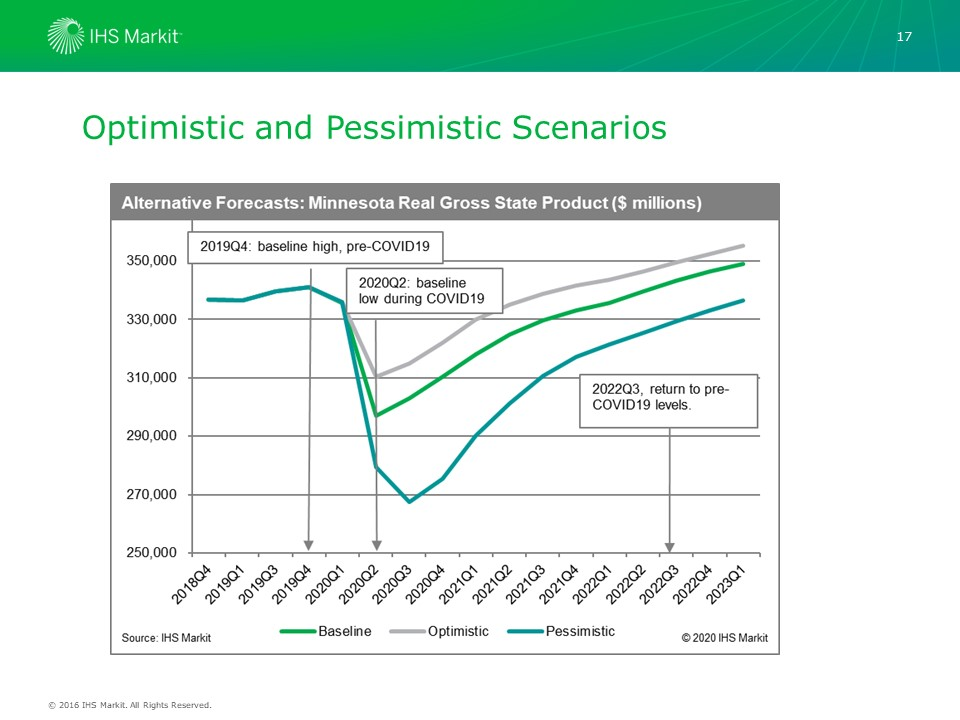 IHS Markit™
17
Optimistic and Pessimistic Scenarios
Alternative Forecasts: Minnesota Real Gross State Product ($ millions)
2019Q4: baseline high, pre-COVID19
2020Q2: baseline
low during COVID19
2022Q3, return to pre-
COVID19 levels.
350,000
330,000
310,000
290,000
270,000
250,000
2018Q4
2019Q1
2019Q3
2019Q4
2020Q1
2020Q2
2020Q3
2020Q4
2021Q1
2021Q2
2021Q3
2021Q4
2022Q1
2022Q2
2022Q3
2022Q4
2023Q1
Baseline
Optimistic
Pessimistic
Source: IHS Markit
© 2020 IHS Markit
© 2016 IHS Markit. All Rights Reserved.